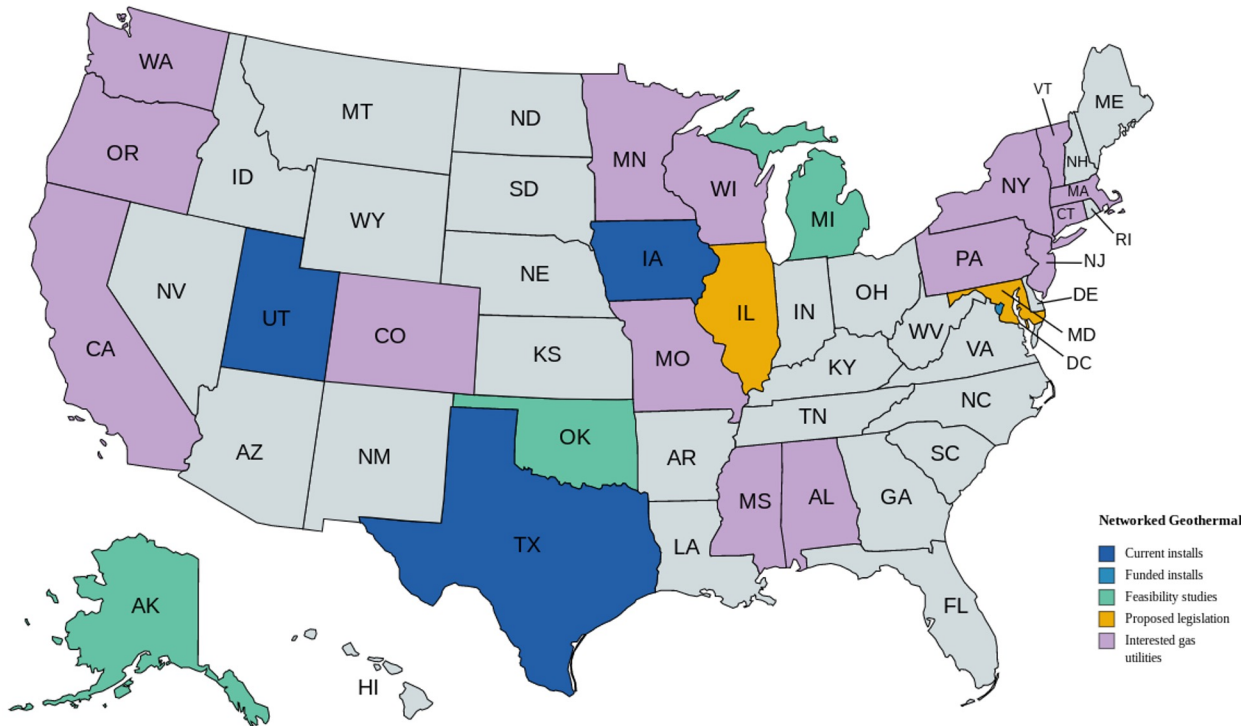 WA
MT
ND
MN
VT
ME
OR
ID
SD
WI
MI
NY
NH
MA
CT
RI
WY
IA
PA
NJ
NE
NV
UT
CO
IL
IN
OH
DE
MD
DC
WV
VA
CA
KS
MO
KY
NC
TN
AZ
NM
OK
AR
SC
MS
AL
GA
TX
LA
FL
AK
HI
Networked Geothermal
Current installs
Funded installs
Feasibility studies
Proposed legislation
Interested gas
utilities